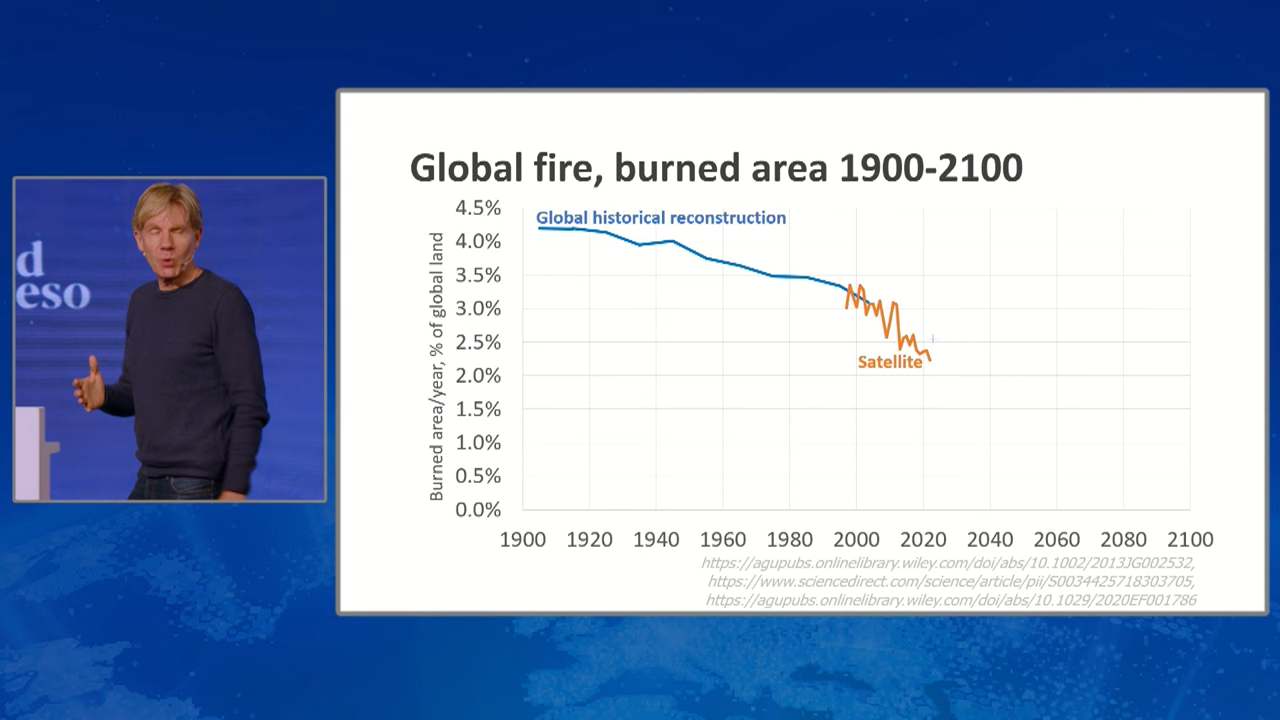 d
eso
Global fire, burned area 1900-2100
Burned area/year, % of global land
4.5%
4.0%
3.5%
3.0%
2.5%
2.0%
1.5%
1.0%
0.5%
0.0%
Global historical reconstruction
Satellite
1900 1920 1940 1960 1980 2000 2020 2040 2060 2080 2100
https://agupubs.onlinelibrary.wiley.com/doi/abs/10.1002/2013JG002532,
https://www.sciencedirect.com/science/article/pii/S0034425718303705,
https://agupubs.onlinelibrary.wiley.com/doi/abs/10.1029/2020EF001786